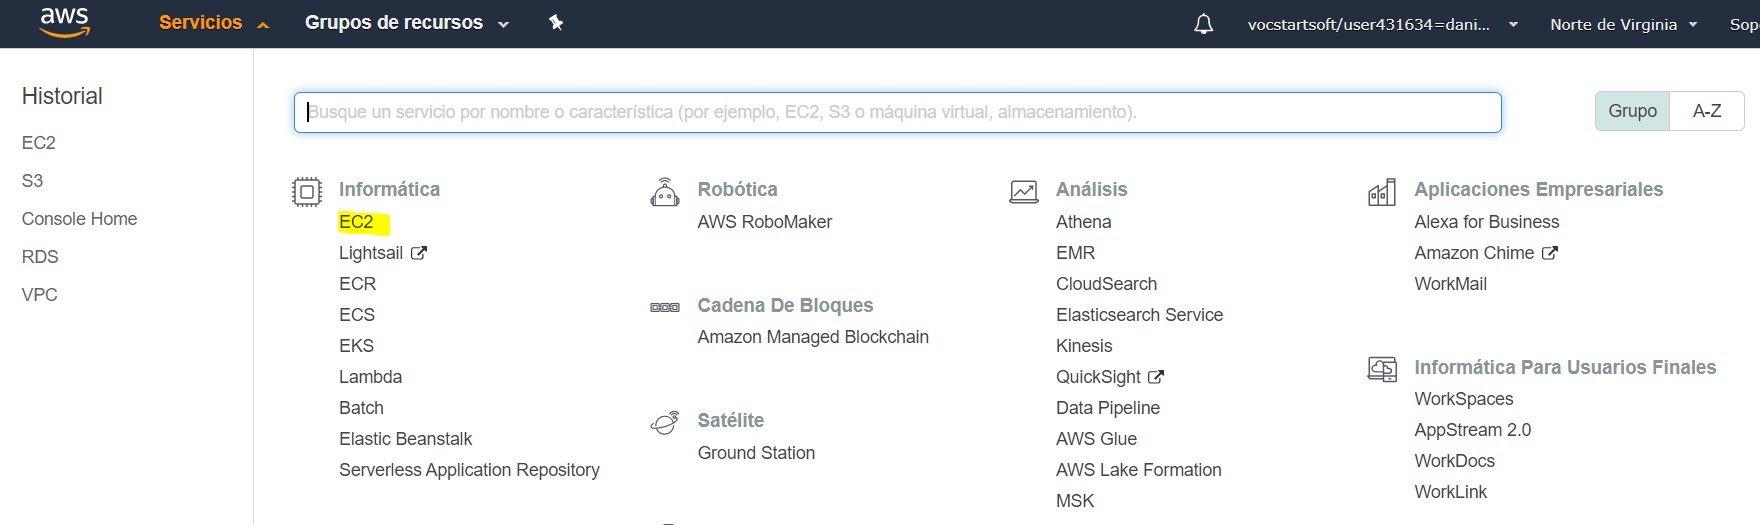 aws
Servicios
Grupos de recursos
vocstartsoft/user431634=dani...
Norte de Virginia
Sop
Historial
EC2
S3
Console Home
RDS
VPC
Busque un servicio por nombre o característica (por ejemplo, EC2, S3 o máquina virtual, almacenamiento).
Grupo
A-Z
Informática
EC2
Lightsail
ECR
ECS
EKS
Lambda
Batch
Elastic Beanstalk
Serverless Application Repository
Robótica
AWS RoboMaker
Cadena De Bloques
Amazon Managed Blockchain
Satélite
Ground Station
Análisis
Athena
EMR
CloudSearch
Elasticsearch Service
Kinesis
QuickSight
Data Pipeline
AWS Glue
AWS Lake Formation
MSK
Aplicaciones Empresariales
Alexa for Business
Amazon Chime
WorkMail
Informática Para Usuarios Finales
WorkSpaces
AppStream 2.0
WorkDocs
WorkLink